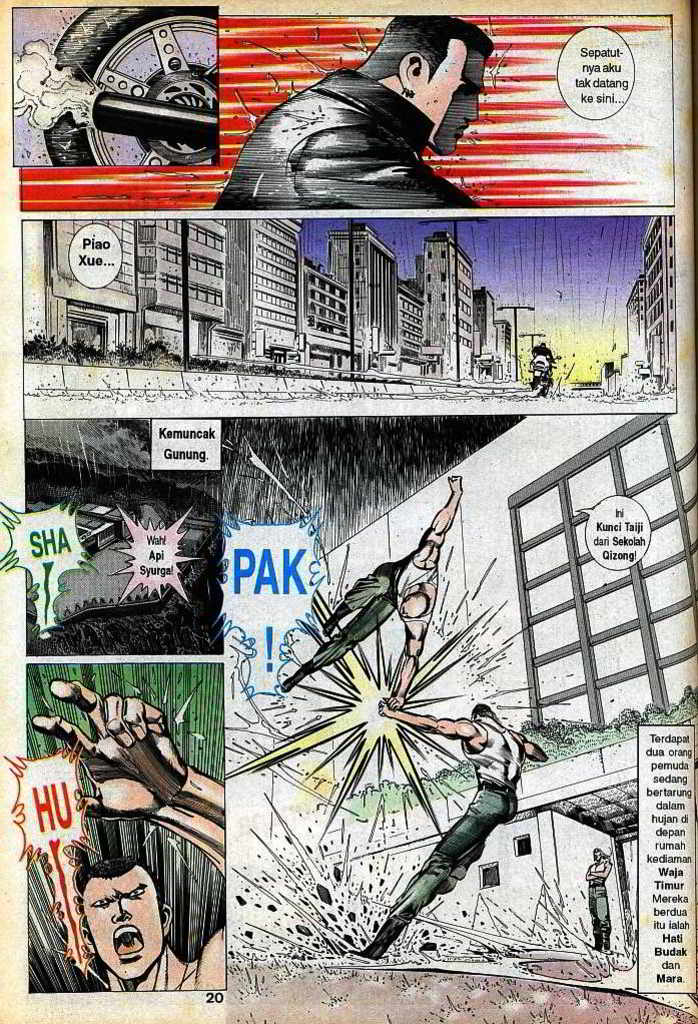 Sepatut-
nya aku
tak datang
ke sini...
Piao
Xue...
Kemuncak
Gunung.
SHA
!
Wah!
Api
Syurga!
PAK
!
Ini
Kunci Taiji
dari Sekolah
Qizong!
HU
!
Terdapat
dua orang
pemuda
sedang
bertarung
dalam
hujan di
depan
rumah
kediaman
Waja
Timur
Mereka
berdua
itu ialah
Hati
Budak
dan
Mara.
20